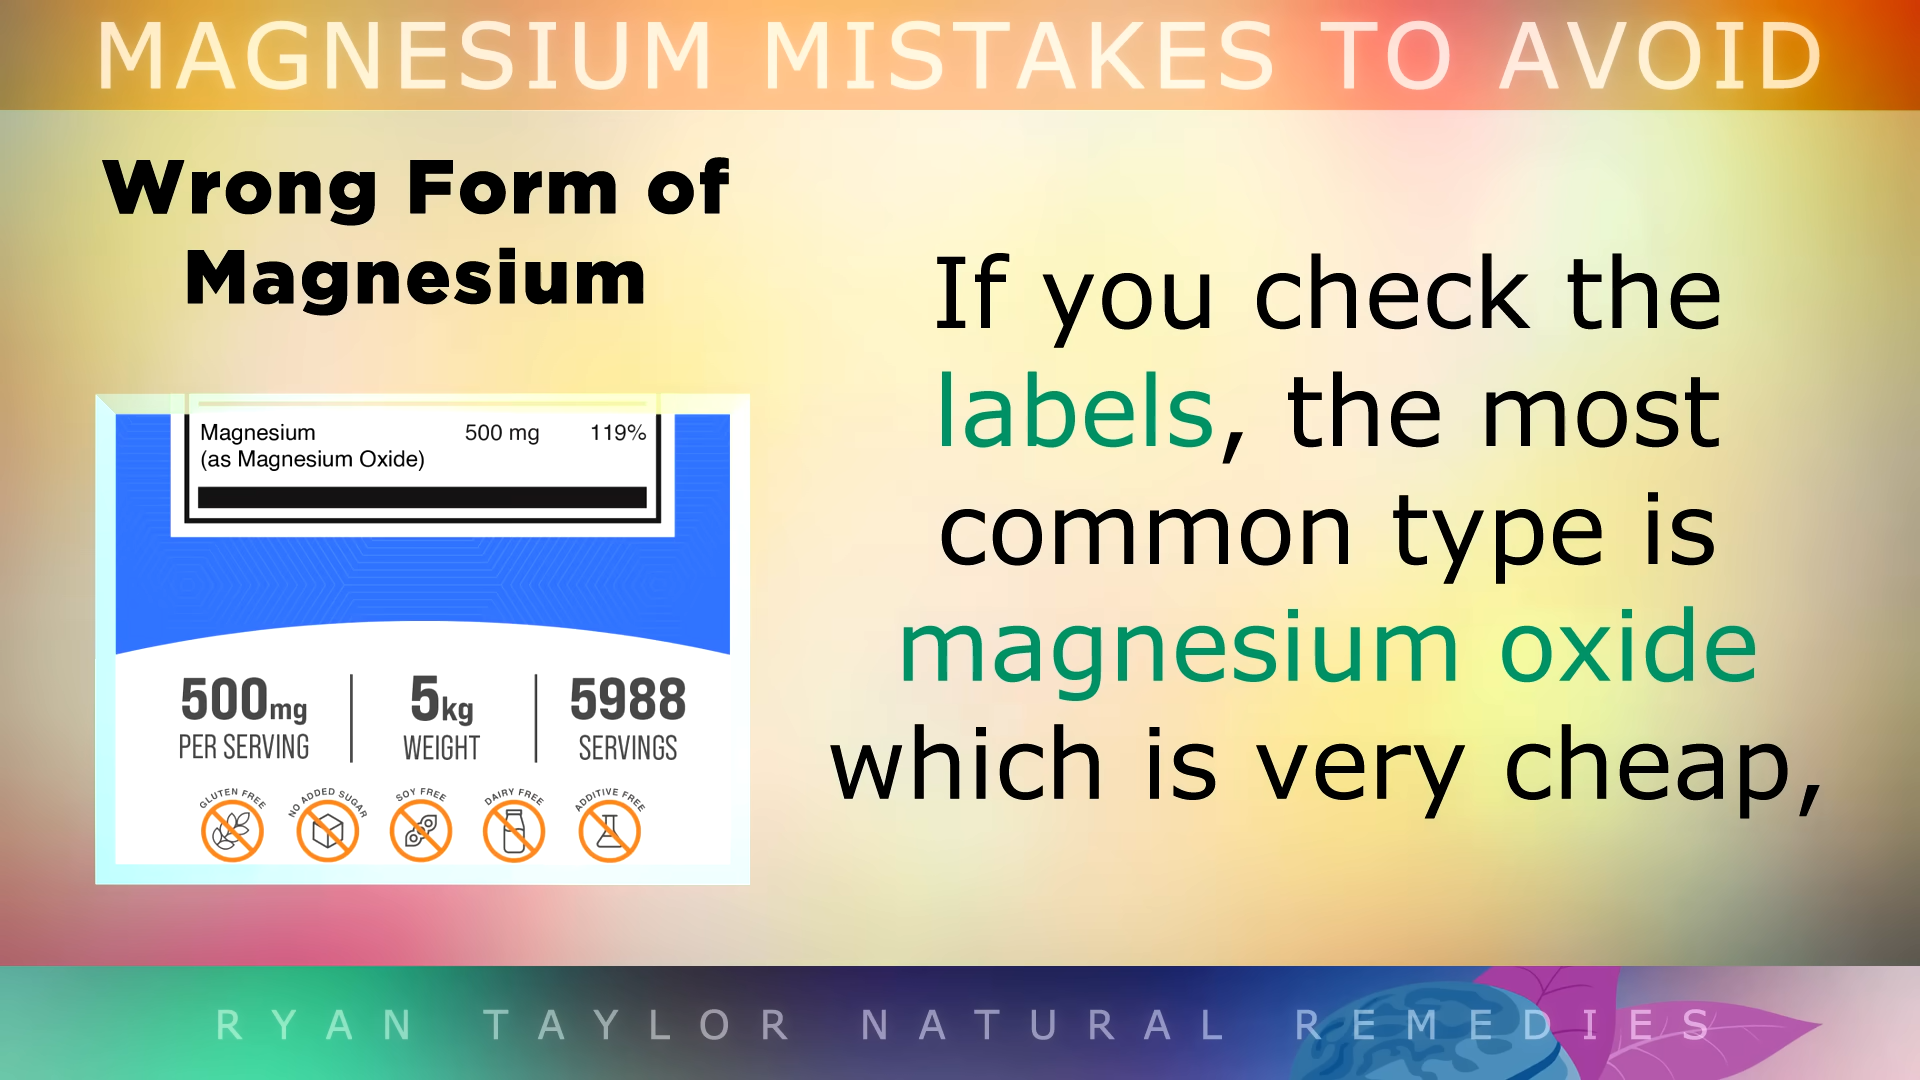 MAGNESIUM MISTAKES TO AVOID
Wrong Form of
Magnesium
Magnesium 500 mg 119%
(as Magnesium Oxide)
500mg 5kg 5988
PER SERVING WEIGHT SERVINGS
GLUTEN FREE NO ADDED SUGAR SOY FREE DAIRY FREE ADDITIVE FREE
If you check the
labels, the most
common type is
magnesium oxide
which is very cheap,
RYAN TAYLOR NATURAL REMEDIES